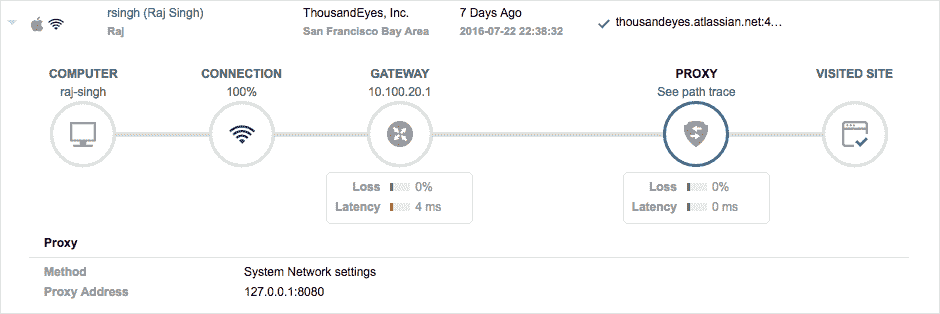 rsingh (Raj Singh) ThousandEyes, Inc. 7 Days Ago thousandeyes.atlassian.net:4...
Raj San Francisco Bay Area 2016-07-22 22:38:32
COMPUTER CONNECTION GATEWAY PROXY VISITED SITE
raj-singh 100% 10.100.20.1 See path trace
Loss 0% Loss 0%
Latency 4 ms Latency 0 ms
Proxy
Method System Network settings
Proxy Address 127.0.0.1:8080